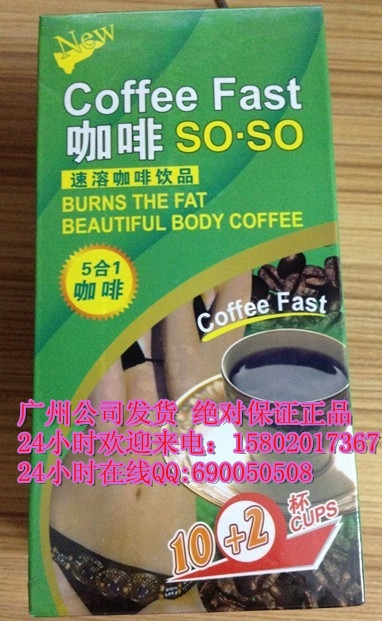 New
Coffee Fast
咖啡 SO·SO
速溶咖啡饮品
BURNS THE FAT
BEAUTIFUL BODY COFFEE
5合1
咖啡
Coffee Fast
广州公司发货 绝对保证正品
24小时欢迎来电：15802017367
24小时在线QQ:690050508
10+2 杯
CUPS